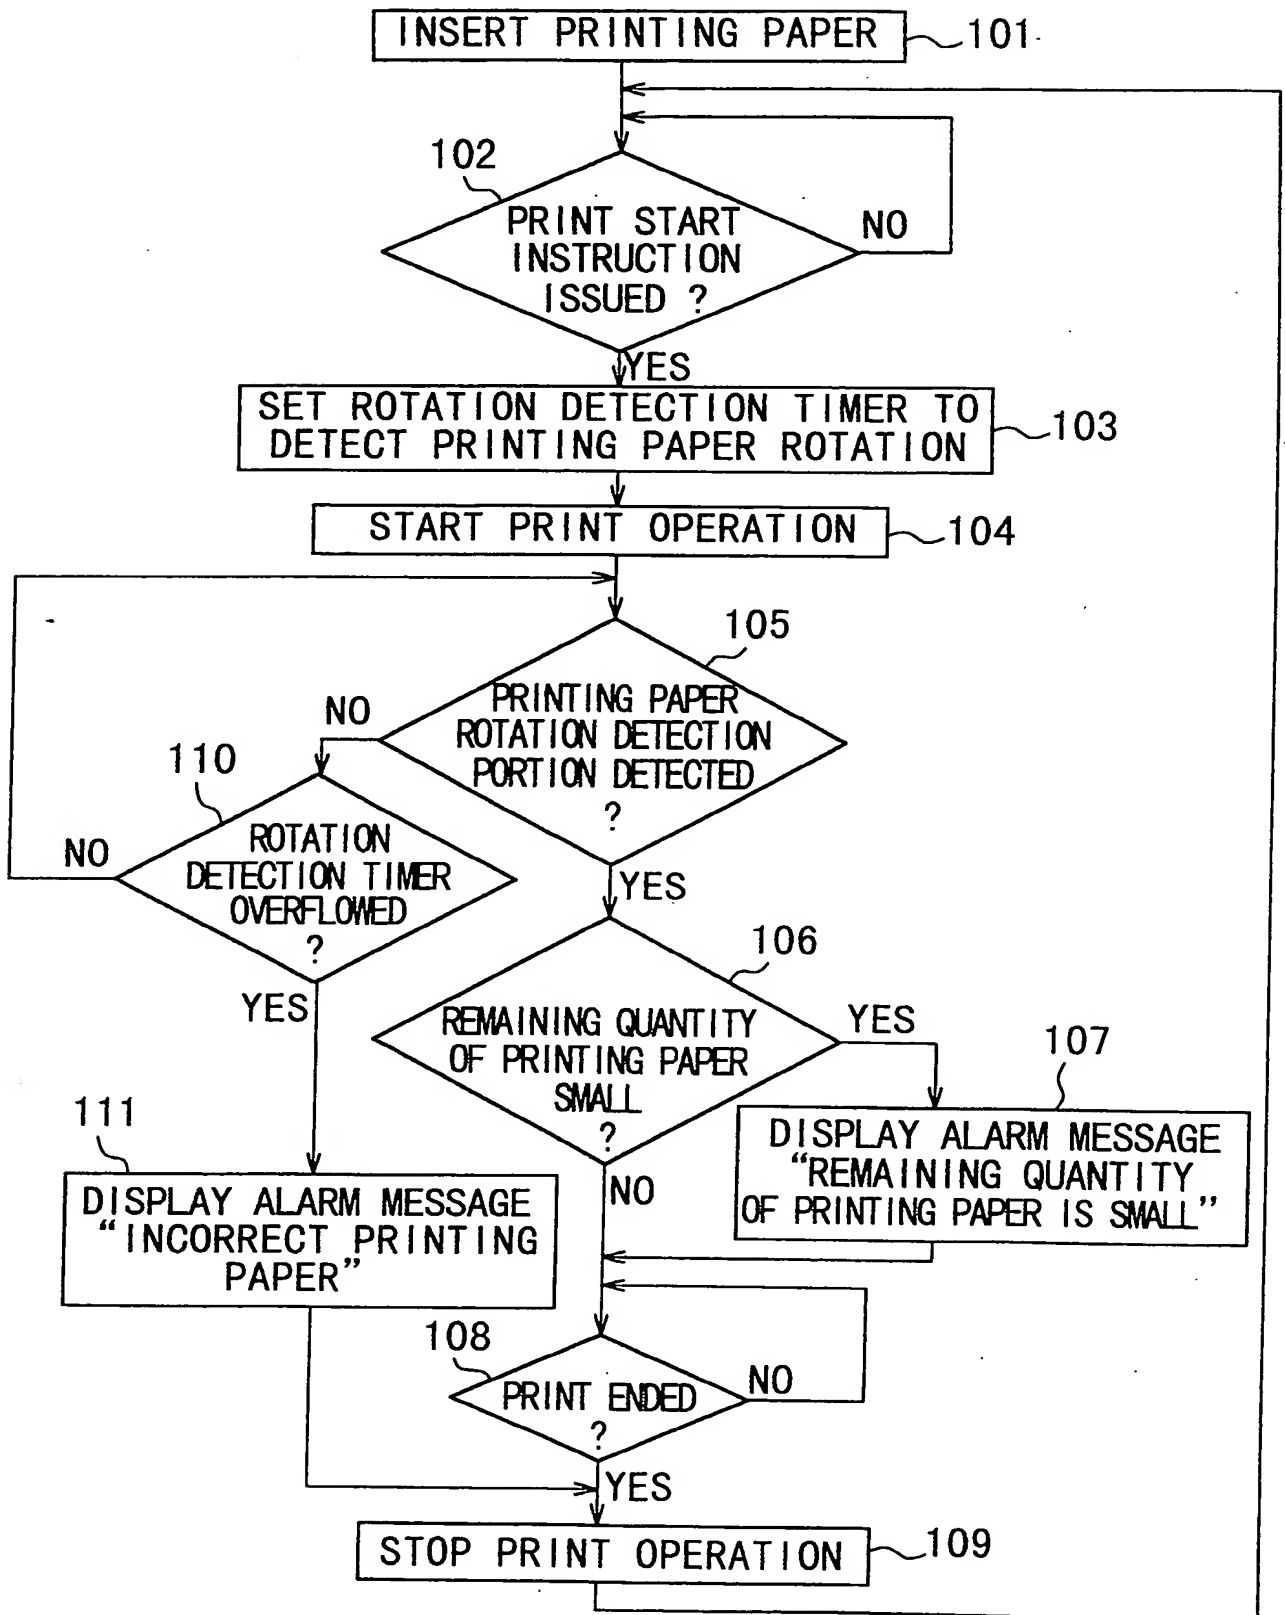 INSERT PRINTING PAPER
101
102
PRINT START
INSTRUCTION
ISSUED ?
NO
YES
SET ROTATION DETECTION TIMER TO
DETECT PRINTING PAPER ROTATION
103
START PRINT OPERATION
104
105
PRINTING PAPER
ROTATION DETECTION
PORTION DETECTED
?
NO
110
ROTATION
DETECTION TIMER
OVERFLOWED
?
NO
YES
YES
106
REMAINING QUANTITY
OF PRINTING PAPER
SMALL
?
YES
107
DISPLAY ALARM MESSAGE
“REMAINING QUANTITY
OF PRINTING PAPER IS SMALL”
NO
111
DISPLAY ALARM MESSAGE
“INCORRECT PRINTING
PAPER”
108
PRINT ENDED
?
NO
YES
STOP PRINT OPERATION
109